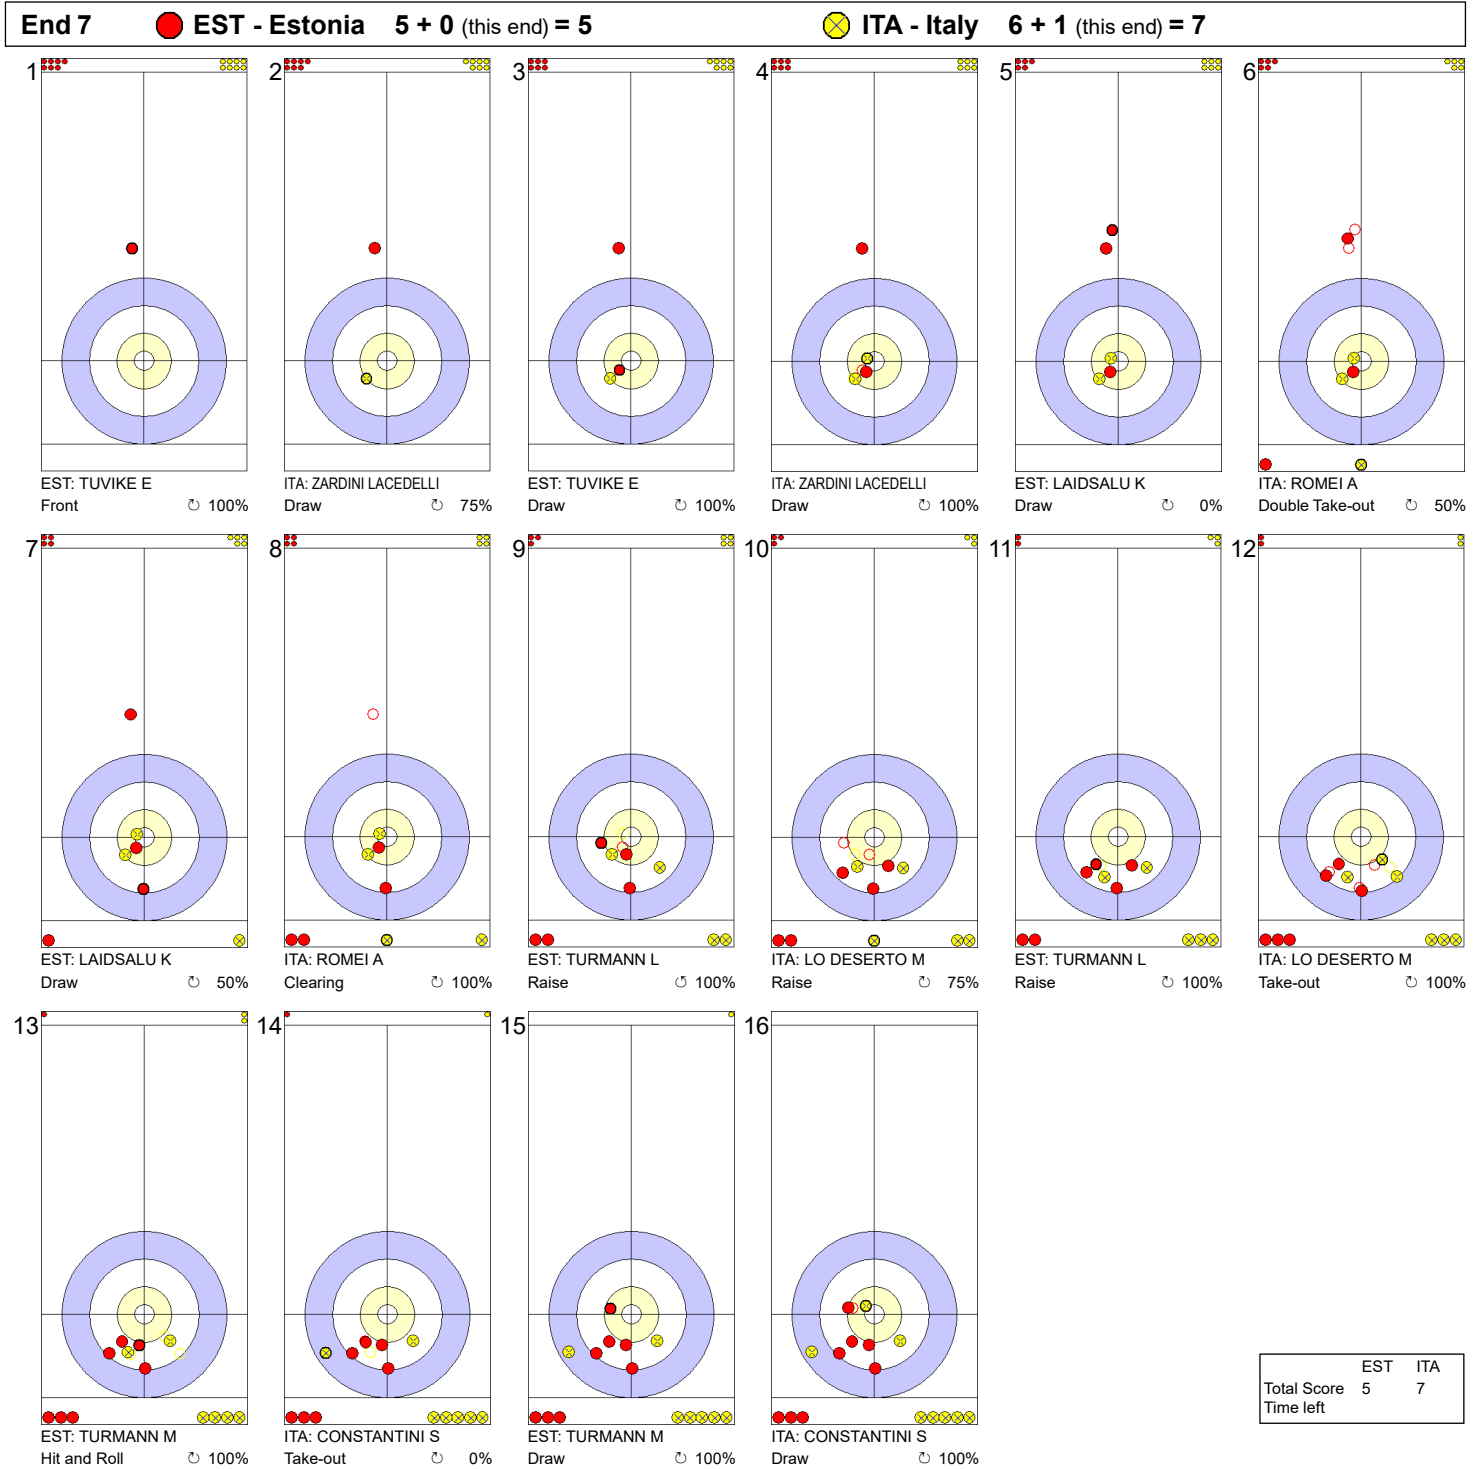 End 7 EST - Estonia 5 + 0 (this end) = 5 ITA - Italy 6 + 1 (this end) = 7
1 2 3 4 5 6
EST: TUVIKE E ITA: ZARDINI LACEDELLI EST: TUVIKE E ITA: ZARDINI LACEDELLI EST: LAIDSALU K ITA: ROMEI A
Front ↻ 100% Draw ↻ 75% Draw ↻ 100% Draw ↻ 100% Draw ↻ 0% Double Take-out ↻ 50%
7 8 9 10 11 12
EST: LAIDSALU K ITA: ROMEI A EST: TURMANN L ITA: LO DESERTO M EST: TURMANN L ITA: LO DESERTO M
Draw ↻ 50% Clearing ↻ 100% Raise ↻ 100% Raise ↻ 75% Raise ↻ 100% Take-out ↻ 100%
13 14 15 16
EST ITA
Total Score 5 7
Time left
EST: TURMANN M ITA: CONSTANTINI S EST: TURMANN M ITA: CONSTANTINI S
Hit and Roll ↻ 100% Take-out ↻ 0% Draw ↻ 100% Draw ↻ 100%